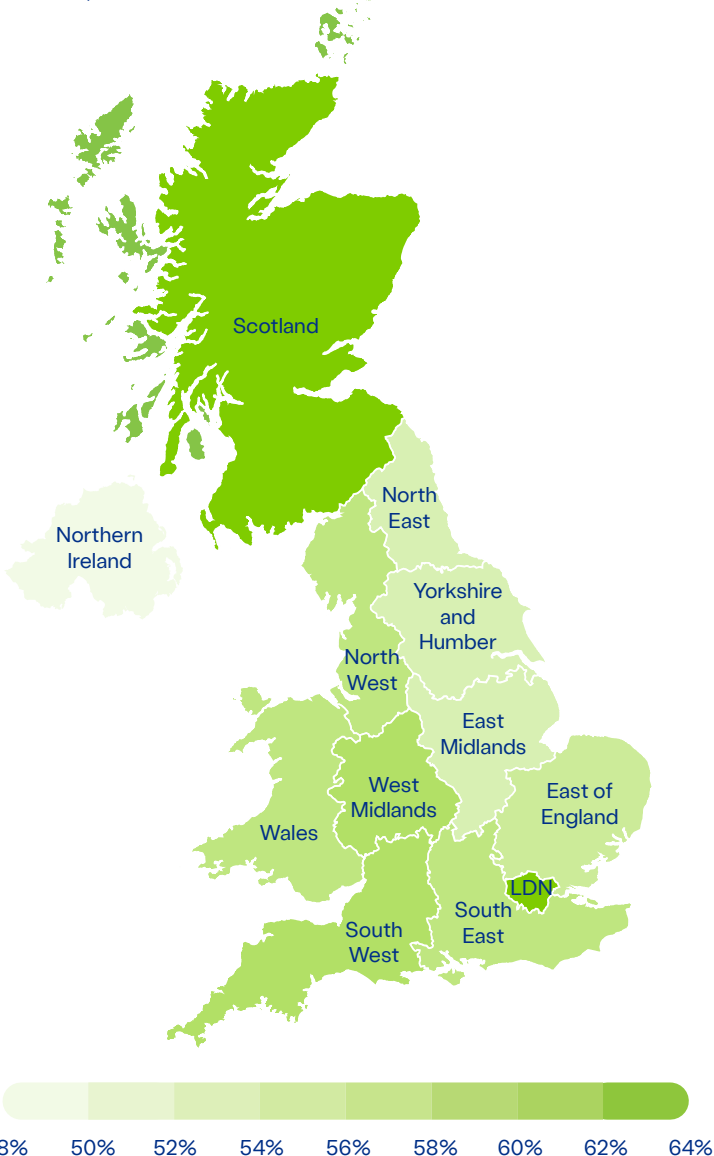 Scotland
North
East
Northern
Ireland
Yorkshire
and
Humber
North
West
East
Midlands
West
Midlands
East of
England
Wales
LDN
South
East
South
West
8% 50% 52% 54% 56% 58% 60% 62% 64%